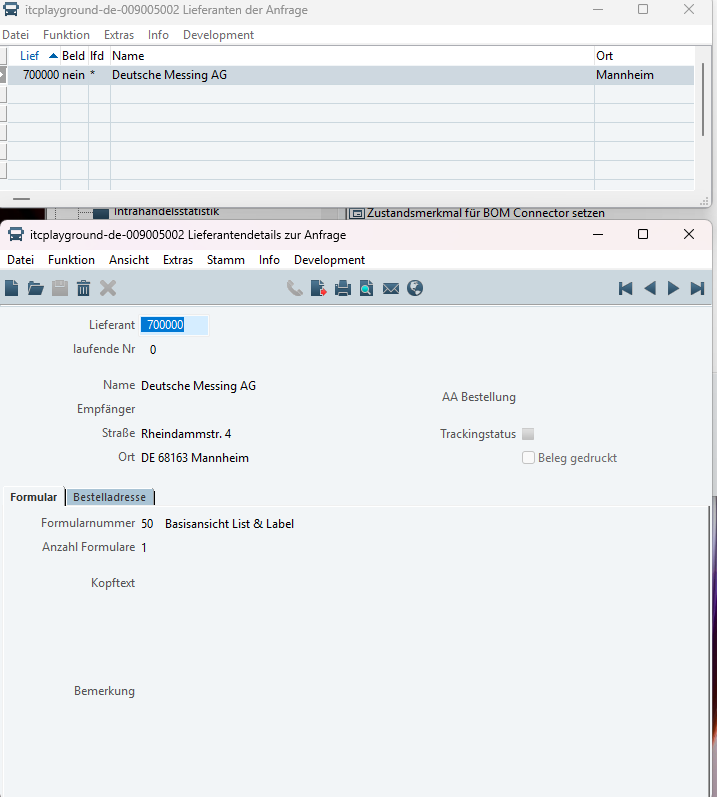 itcplayground-de-009005002 Lieferanten der Anfrage
Datei Funktion Extras Info Development
Lief Beld lfd Name Ort
700000 nein * Deutsche Messing AG Mannheim
Intrahandelsstatistik Zustandsmerkmal für BOM Connector setzen
itcplayground-de-009005002 Lieferantendetails zur Anfrage
Datei Funktion Ansicht Extras Stamm Info Development
Lieferant 700000
laufende Nr 0
Name Deutsche Messing AG
AA Bestellung
Empfänger
Straße Rheindammstr. 4 Trackingstatus
Ort DE 68163 Mannheim Beleg gedruckt
Formular Bestelladresse
Formularnummer 50 Basisansicht List & Label
Anzahl Formulare 1
Kopftext
Bemerkung